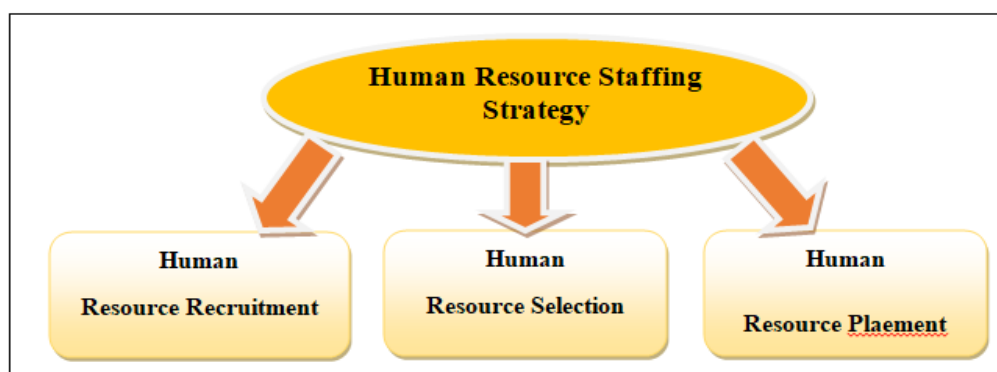 Human Resource Staffing
Strategy
Human
Resource Recruitment
Human
Resource Selection
Human
Resource Plaement